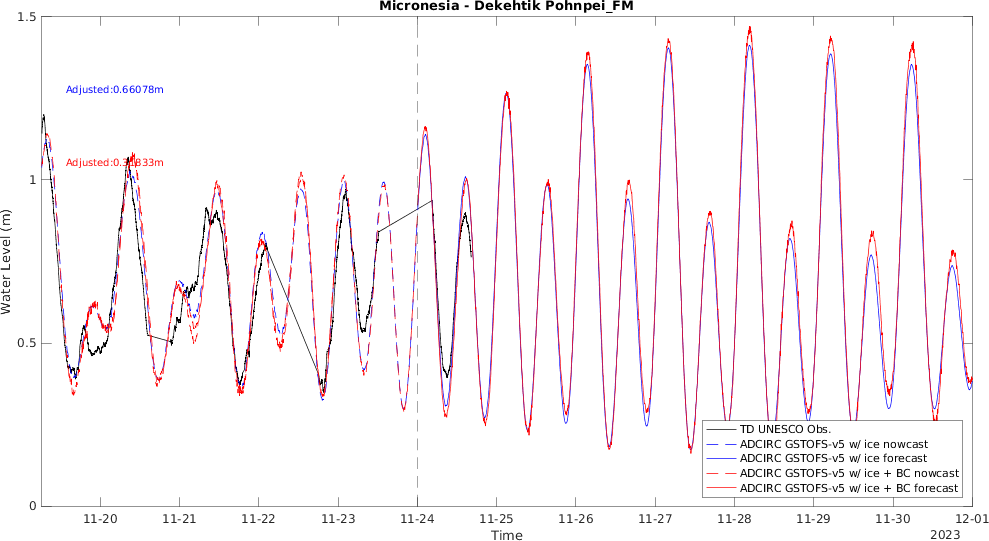 Micronesia - Dekehtik Pohnpei_FM
Water Level (m)
1.5
1
0.5
0
Adjusted:0.66078m
TD UNESCO Obs.
ADCIRC GSTOFS-v5 w/ ice nowcast
ADCIRC GSTOFS-v5 w/ ice forecast
ADCIRC GSTOFS-v5 w/ ice + BC nowcast
ADCIRC GSTOFS-v5 w/ ice + BC forecast
11-20 11-21 11-22 11-23 11-24 11-25 11-26 11-27 11-28 11-29 11-30 12-01
Time
2023